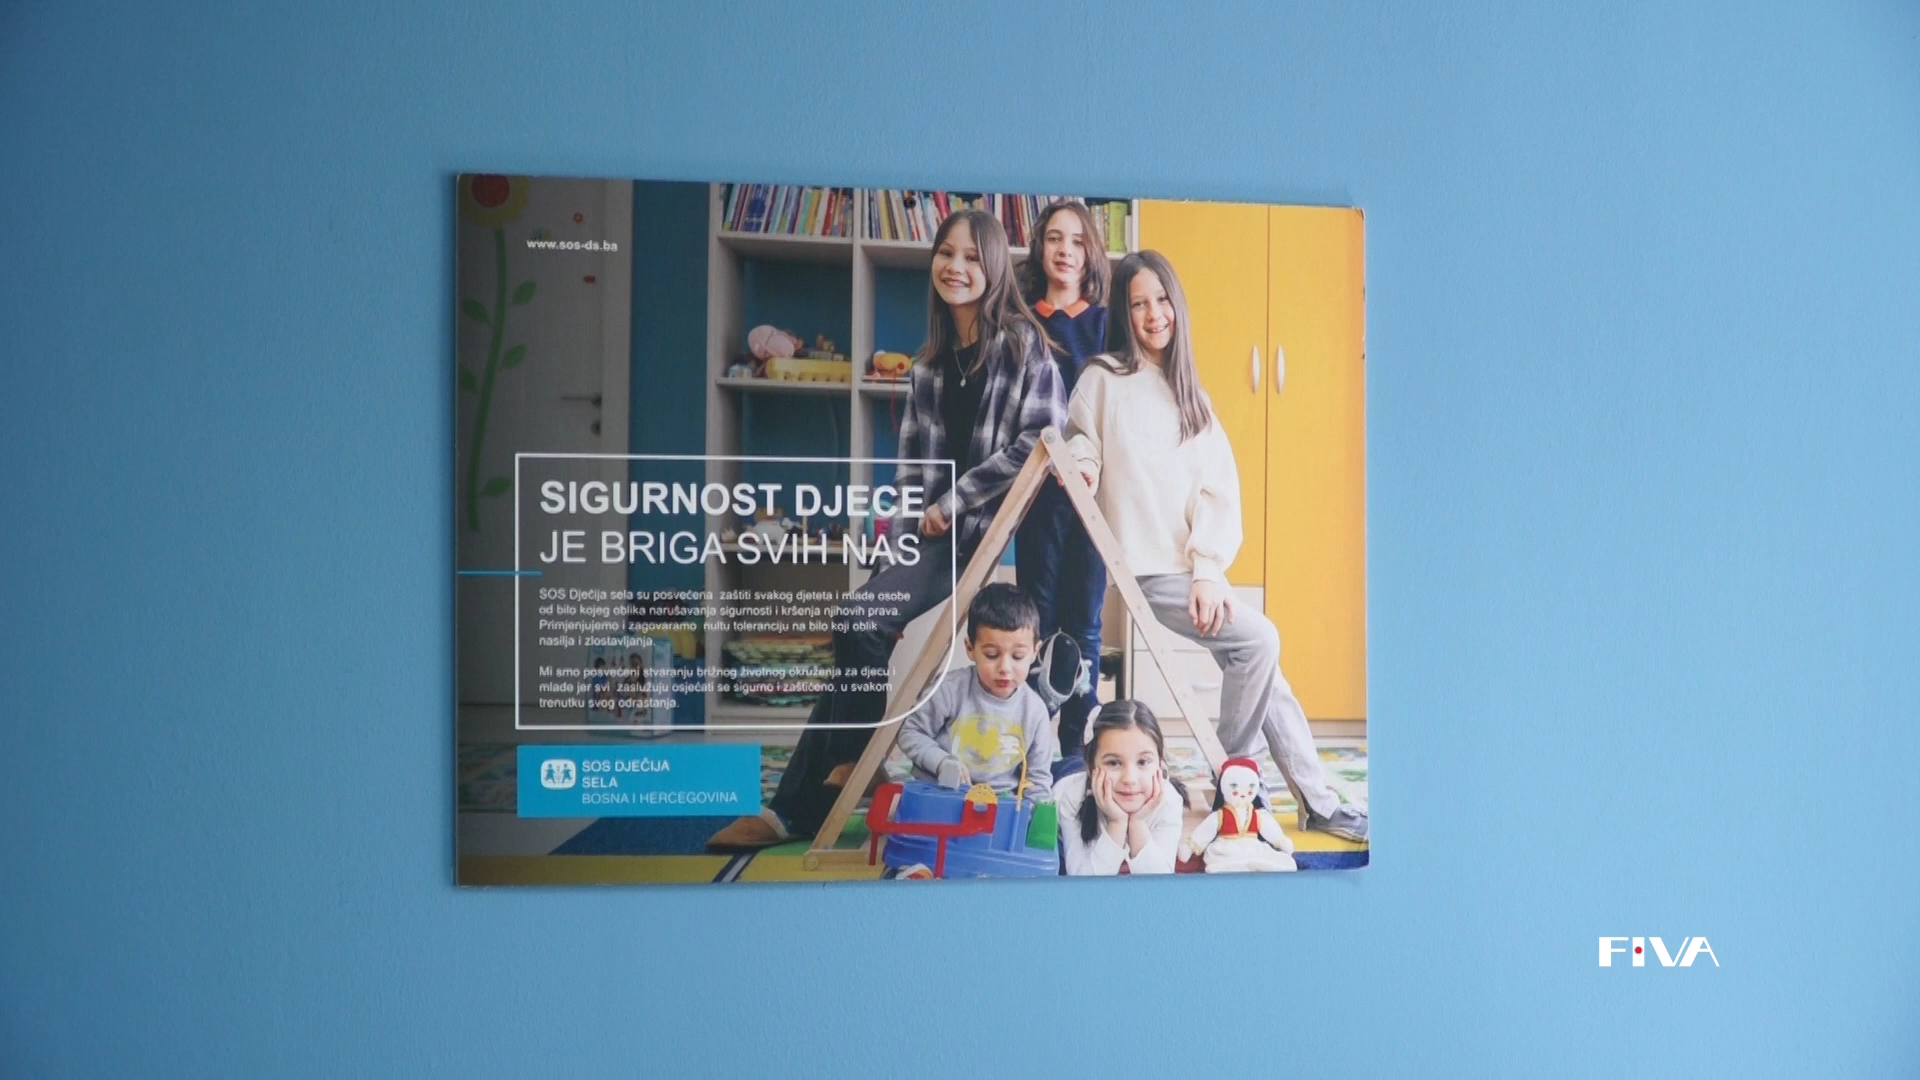 www.sos-ds.ba
SIGURNOST DJECE
JE BRIGA SVIH NAS
SOS Dječija sela su posvećena zaštiti svakog djeteta i mlade osobe
od bilo kojeg oblika narušavanja sigurnosti i kršenja njihovih prava.
Primjenjujemo i zagovaramo nultu toleranciju na bilo koji oblik
nasilja i zlostavljanja.
Mi smo posvećeni stvaranju brižnog životnog okruženja za djecu i
mlade jer svi zaslužuju osjećati se sigurno i zaštićeno, u svakom
trenutku svog odrastanja.
SOS DJEČIJA
SELA
BOSNA I HERCEGOVINA
FIVA